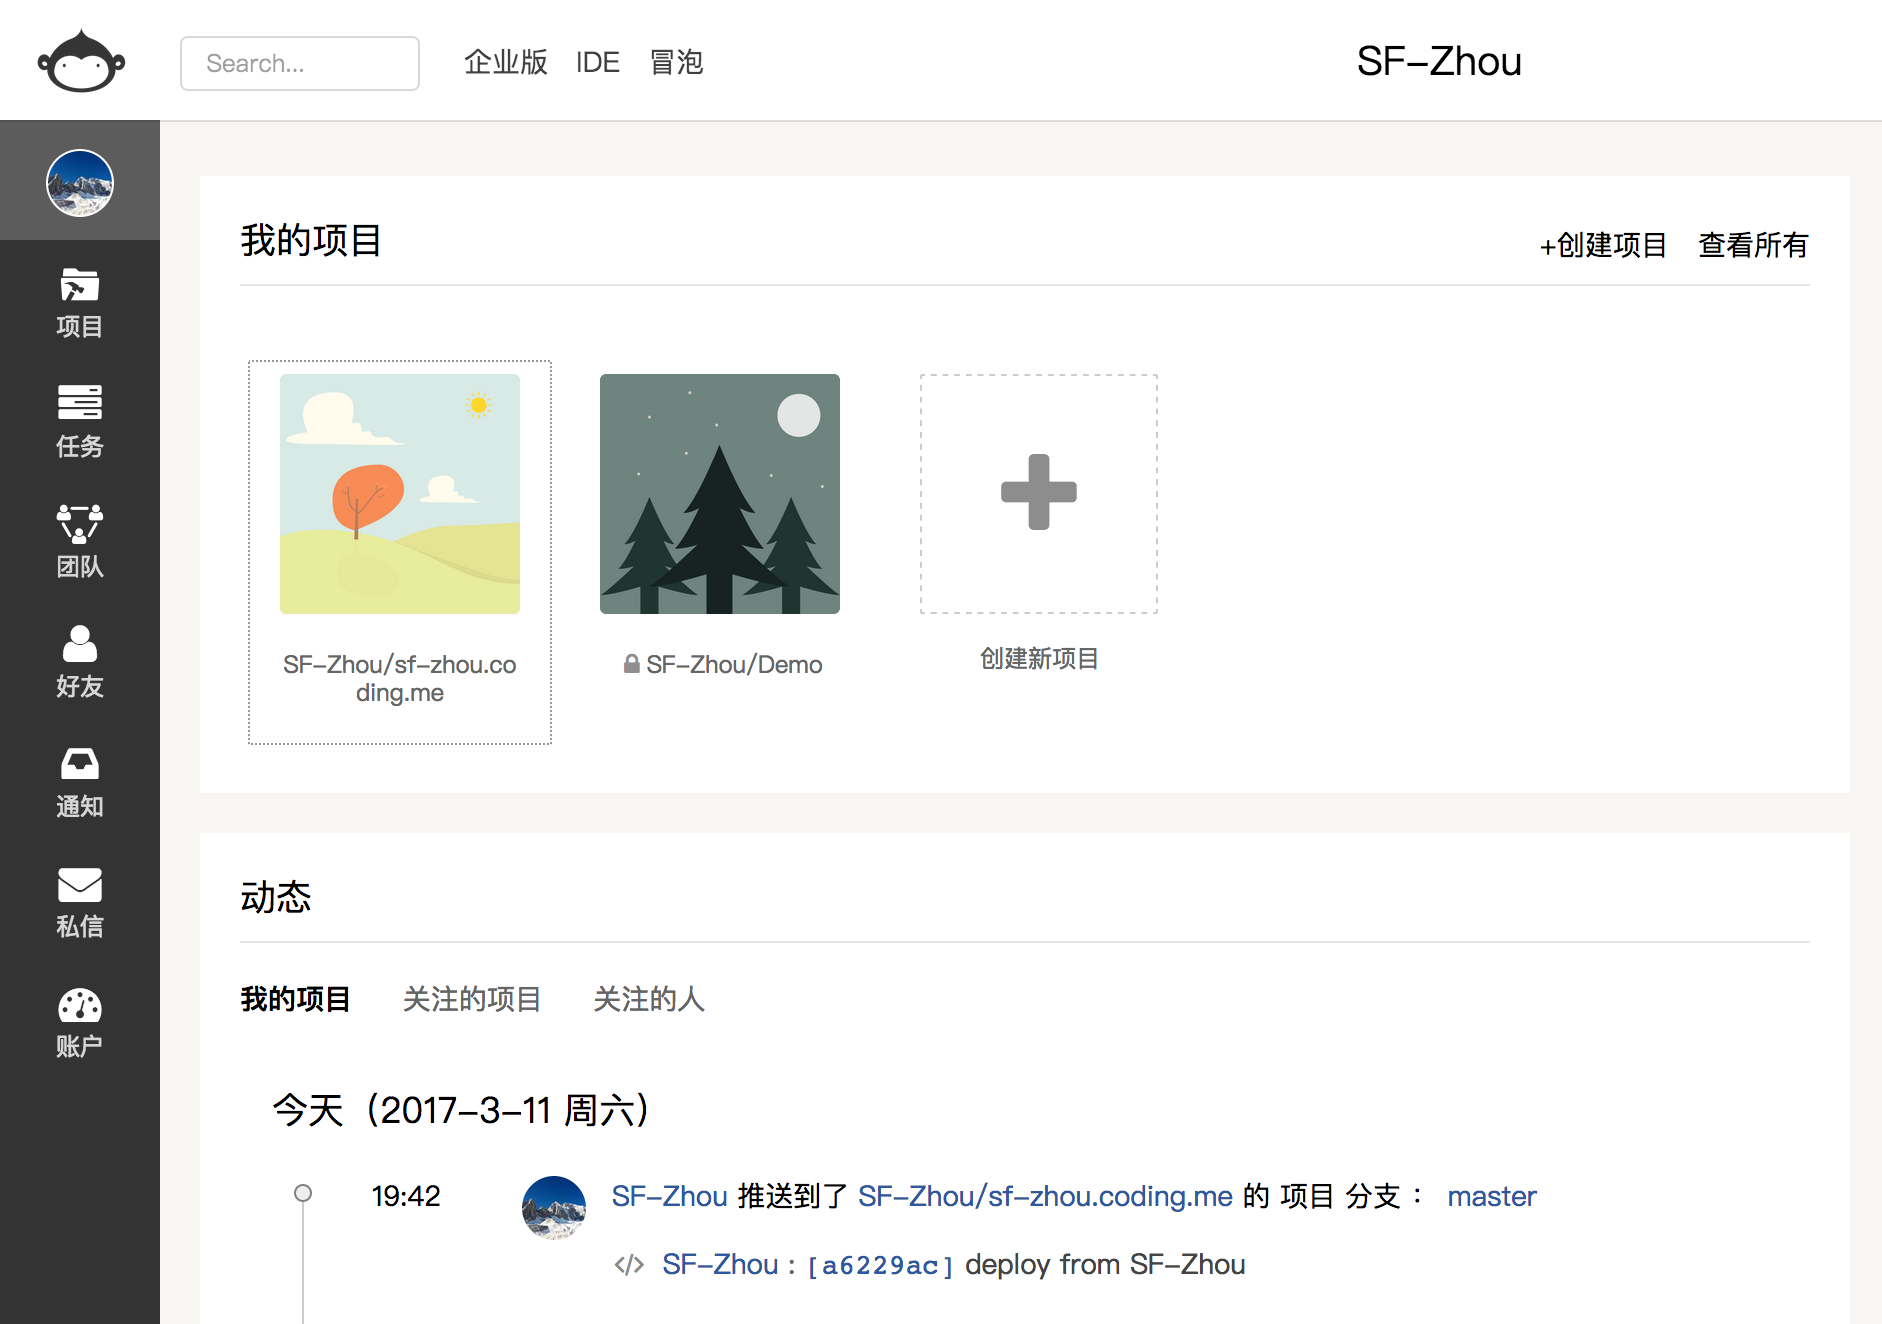 Search... 企业版 IDE 冒泡 SF-Zhou
项目
任务
团队
好友
通知
私信
账户
我的项目 +创建项目 查看所有
SF-Zhou/sf-zhou.co
ding.me
SF-Zhou/Demo
创建新项目
动态
我的项目 关注的项目 关注的人
今天（2017-3-11 周六）
19:42 SF-Zhou 推送到了 SF-Zhou/sf-zhou.coding.me 的 项目 分支： master
</> SF-Zhou : [a6229ac] deploy from SF-Zhou